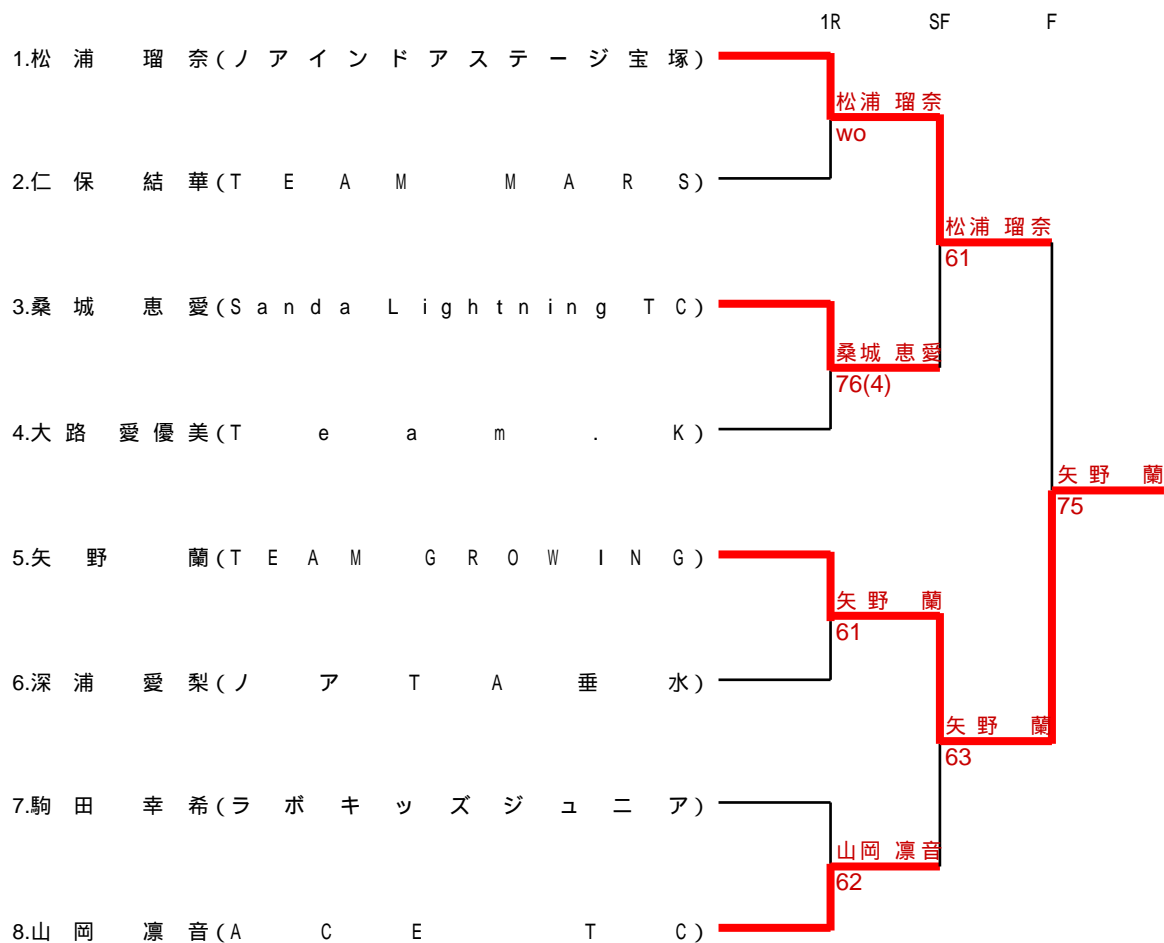 1R SF F
1.松浦 瑠奈(ノアインドアステージ宝塚)
松浦 瑠奈
wo
2.仁保 結華(TEAM MARS)
松浦 瑠奈
61
3.桑城 恵愛(Sanda Lightning TC)
桑城 恵愛
76(4)
4.大路 愛優美(Team.K)
矢野 蘭
75
5.矢野 蘭(TEAM GROWING)
矢野 蘭
61
6.深浦 愛梨(ノアTA垂水)
矢野 蘭
63
7.駒田 幸希(ラボキッズジュニア)
山岡 凛音
62
8.山岡 凛音(ACE TC)